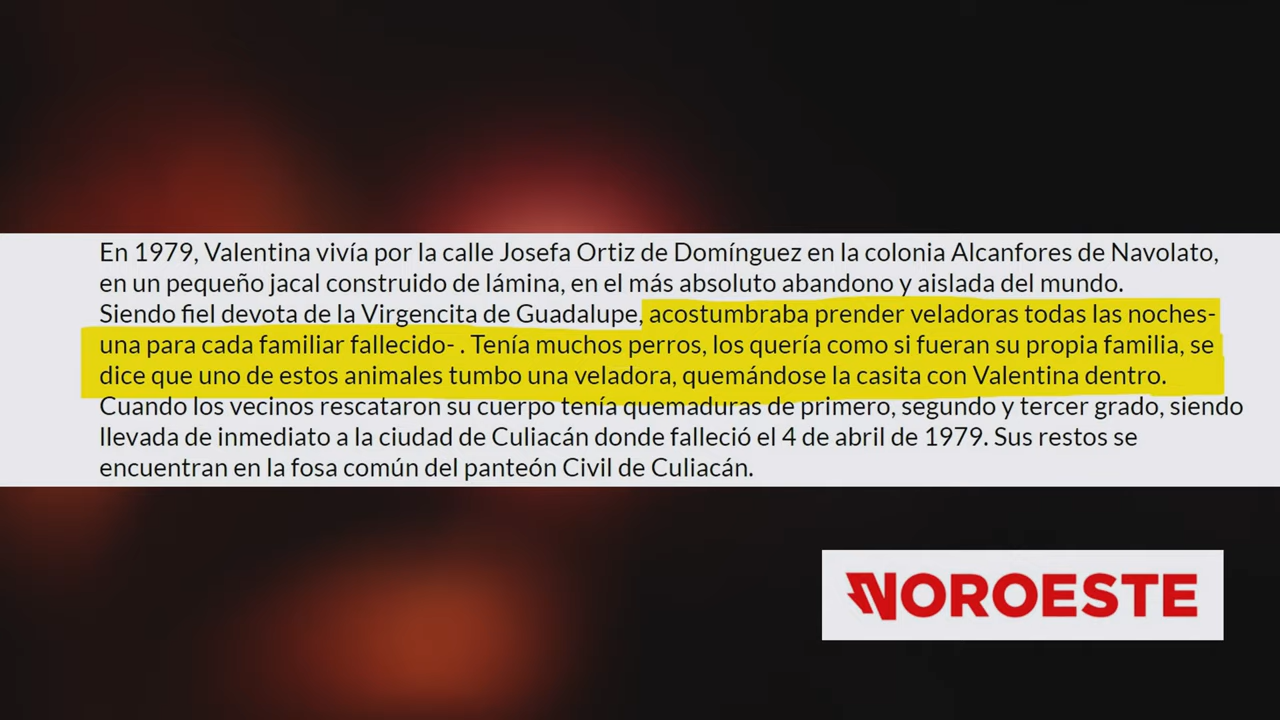 En 1979, Valentina vivía por la calle Josefa Ortiz de Domínguez en la colonia Alcanfores de Navolato,
en un pequeño jacal construido de lámina, en el más absoluto abandono y aislada del mundo.
Siendo fiel devota de la Virgencita de Guadalupe, acostumbraba prender veladoras todas las noches-
una para cada familiar fallecido- . Tenía muchos perros, los quería como si fueran su propia familia, se
dice que uno de estos animales tumbo una veladora, quemándose la casita con Valentina dentro.
Cuando los vecinos rescataron su cuerpo tenía quemaduras de primero, segundo y tercer grado, siendo
llevada de inmediato a la ciudad de Culiacán donde falleció el 4 de abril de 1979. Sus restos se
encuentran en la fosa común del panteón Civil de Culiacán.
NOROESTE